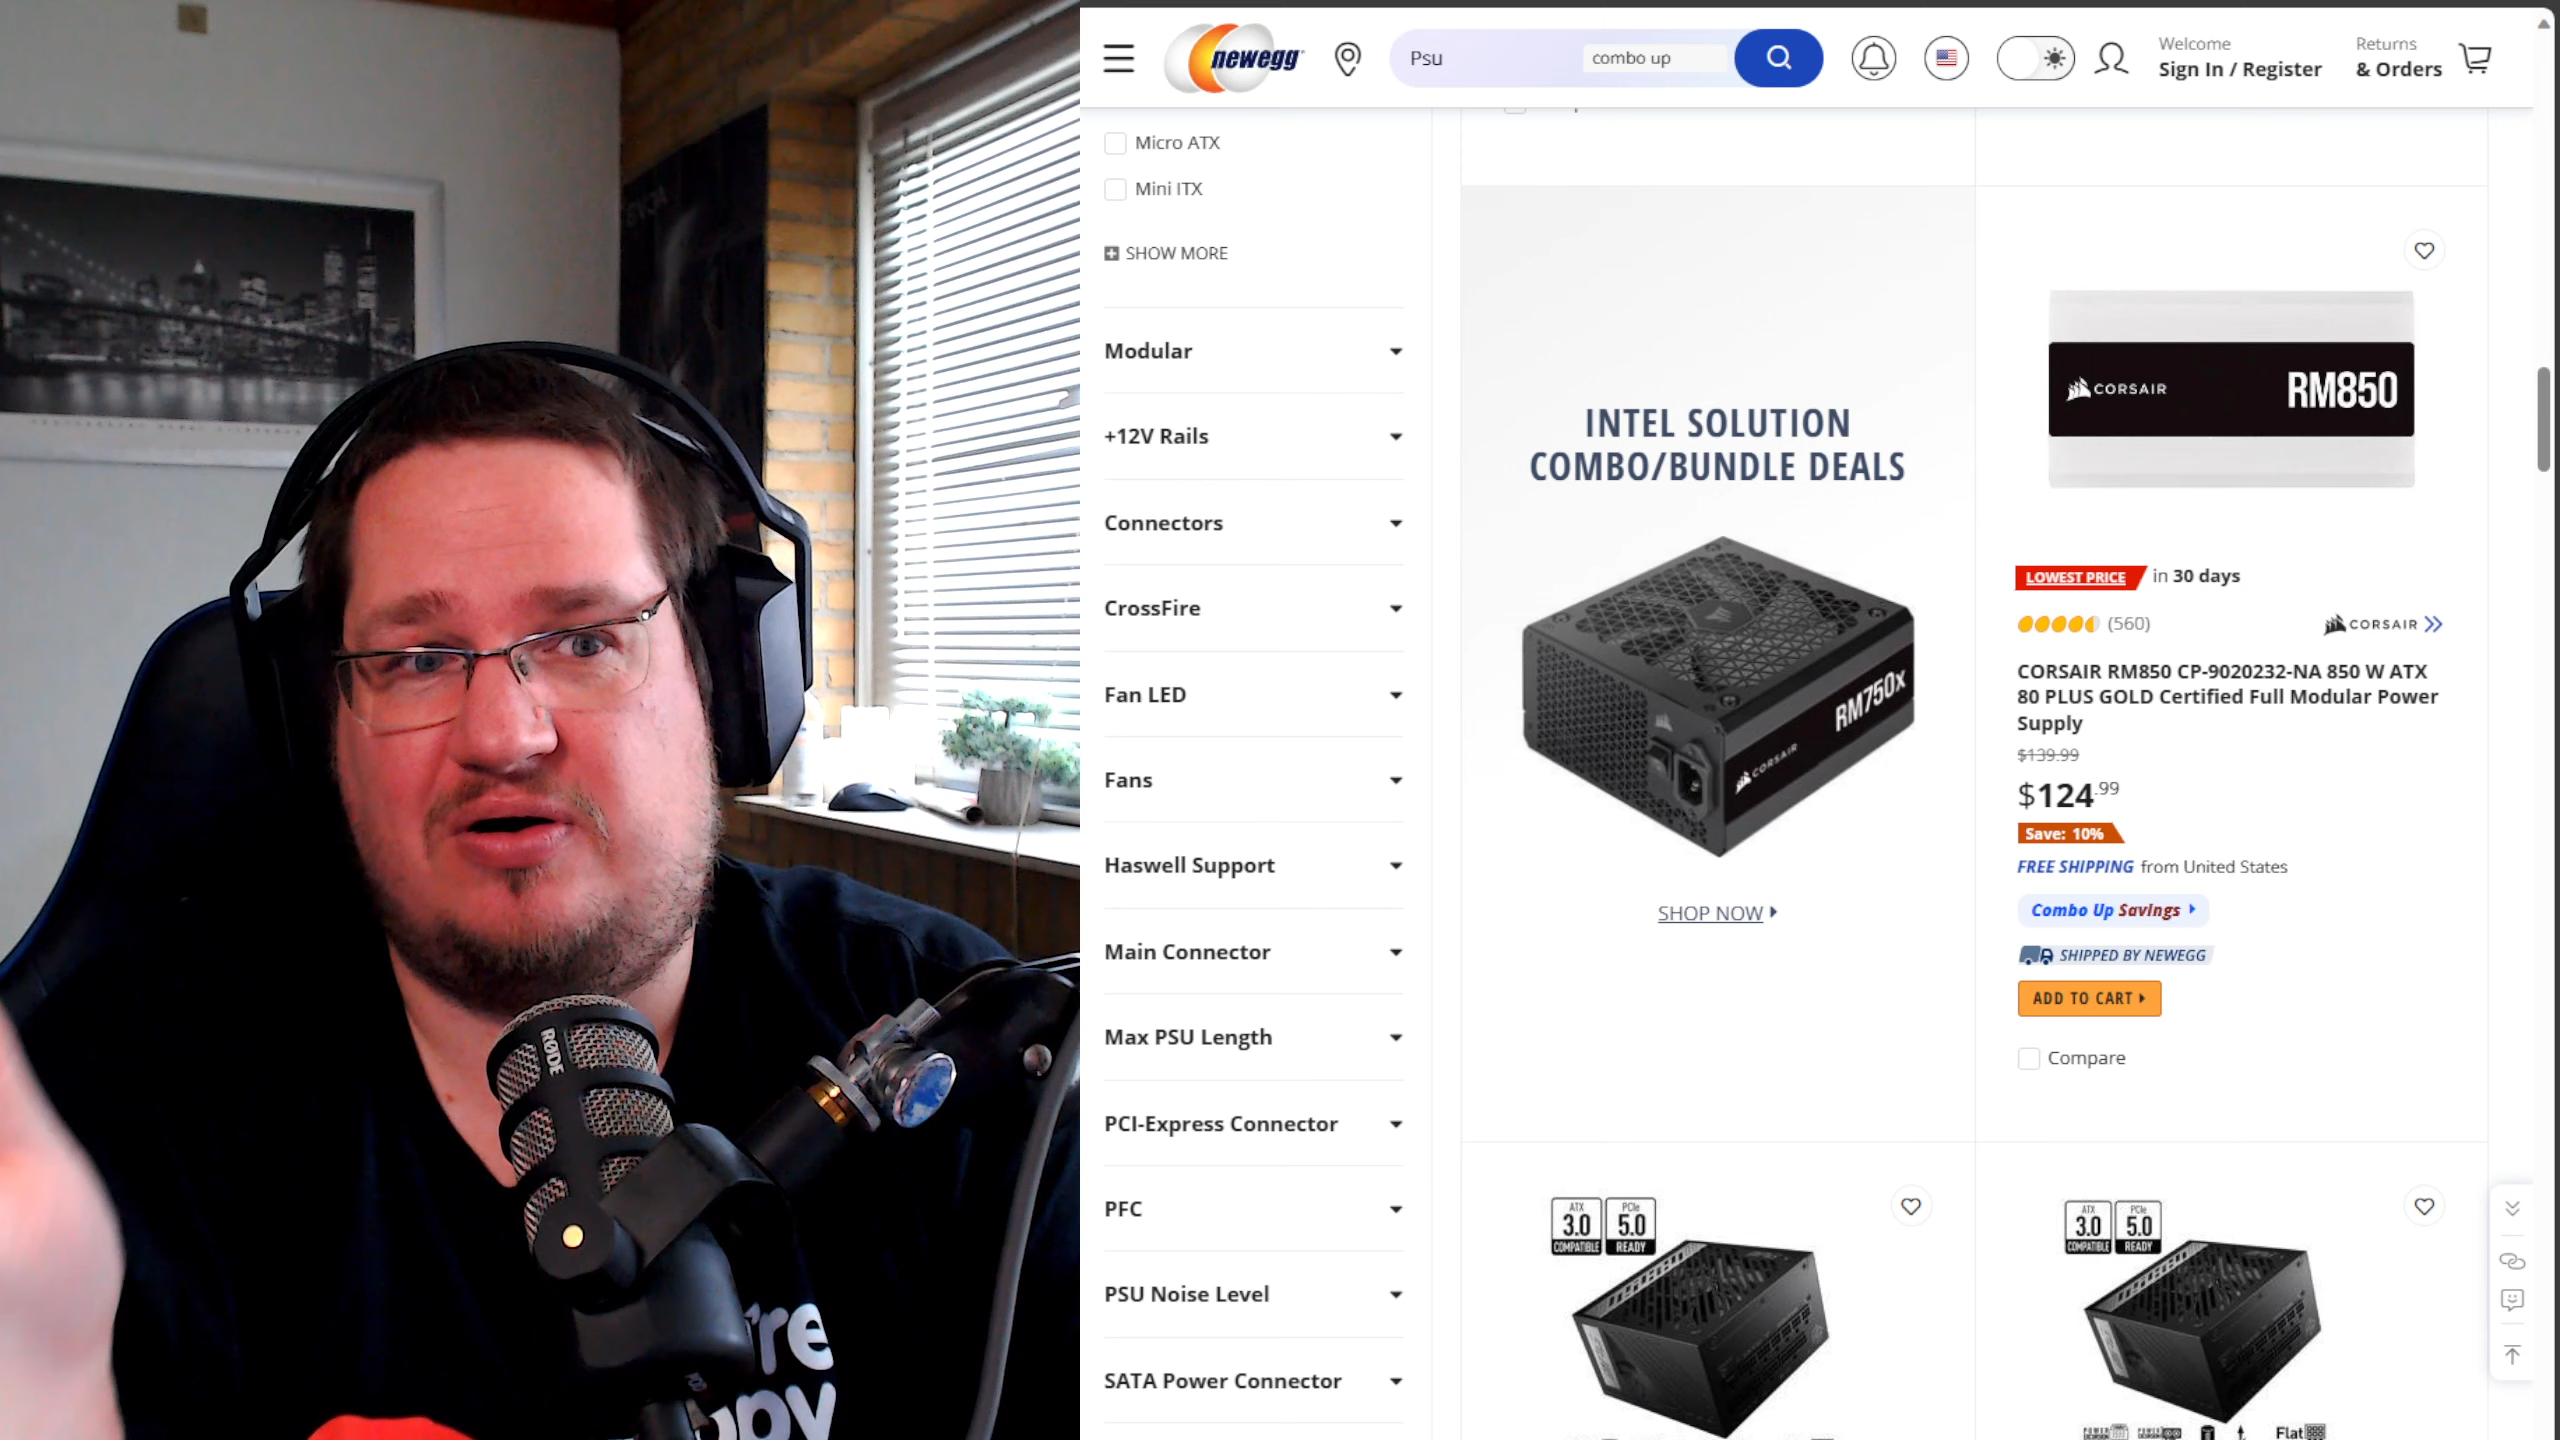 RØDE
're
ppy
newegg
Psu
combo up
Welcome
Sign In / Register
Returns
& Orders
Micro ATX
Mini ITX
SHOW MORE
Modular
+12V Rails
Connectors
CrossFire
Fan LED
Fans
Haswell Support
Main Connector
Max PSU Length
PCI-Express Connector
PFC
PSU Noise Level
SATA Power Connector
INTEL SOLUTION
COMBO/BUNDLE DEALS
RM750x
CORSAIR
SHOP NOW
CORSAIR RM850
LOWEST PRICE in 30 days
(560) CORSAIR
CORSAIR RM850 CP-9020232-NA 850 W ATX
80 PLUS GOLD Certified Full Modular Power
Supply
$139.99
$124.99
Save: 10%
FREE SHIPPING from United States
Combo Up Savings
SHIPPED BY NEWEGG
ADD TO CART
Compare
ATX
3.0
COMPATIBLE
PCIe
5.0
READY
ATX
3.0
COMPATIBLE
PCIe
5.0
READY
Flat